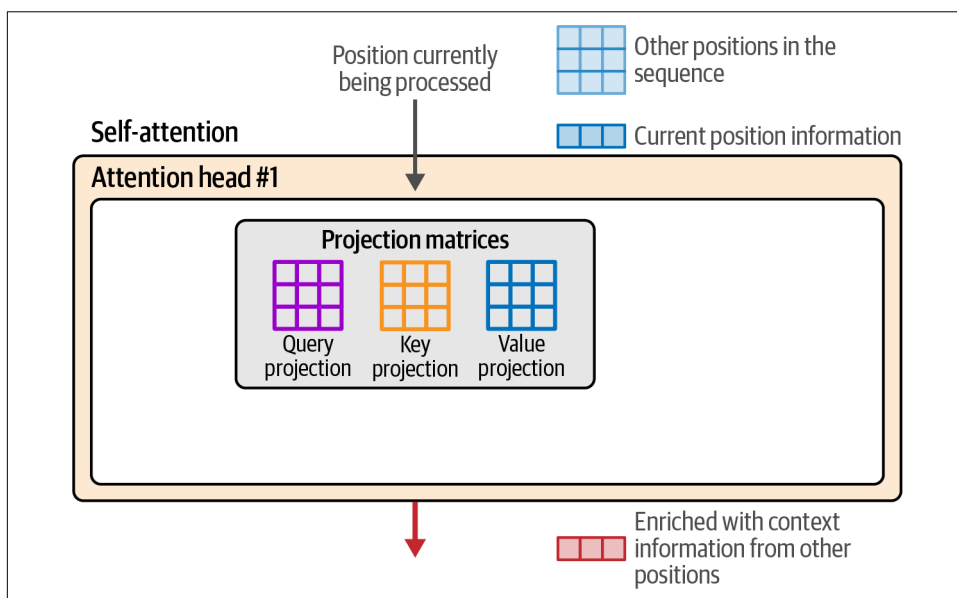 Position currently
being processed
Other positions in the
sequence
Current position information
Self-attention
Attention head #1
Projection matrices
Query
projection
Key
projection
Value
projection
Enriched with context
information from other
positions